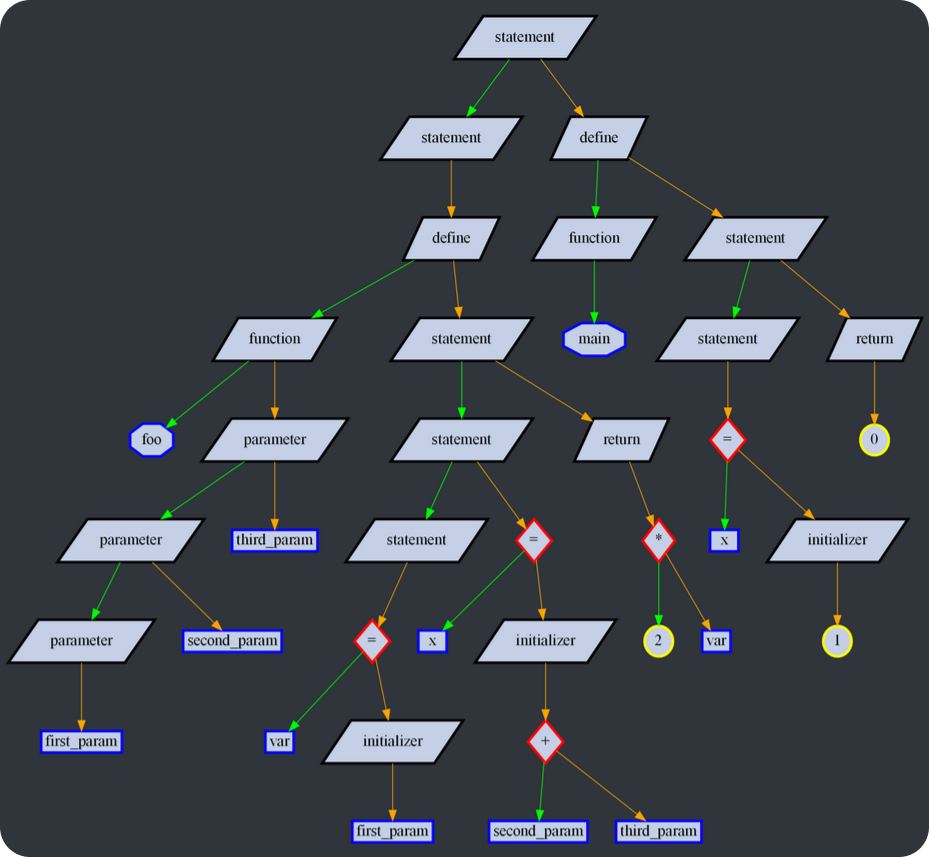 statement
statement
define
define
function
statement
function
statement
main
statement
return
foo
parameter
statement
return
=
0
parameter
third_param
statement
=
*
x
initializer
parameter
second_param
=
x
initializer
2
var
1
first_param
var
initializer
+
first_param
second_param
third_param